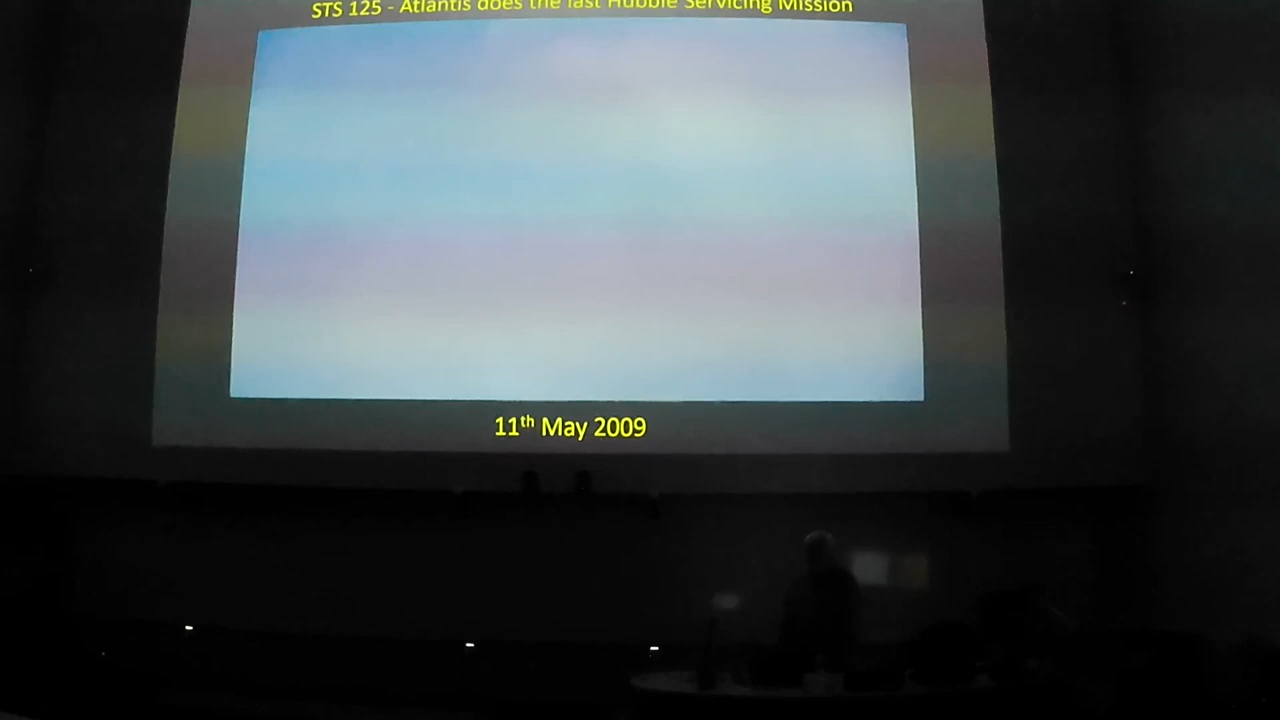 STS 125 - Atlantis does the last Hubble Servicing Mission
11th May 2009